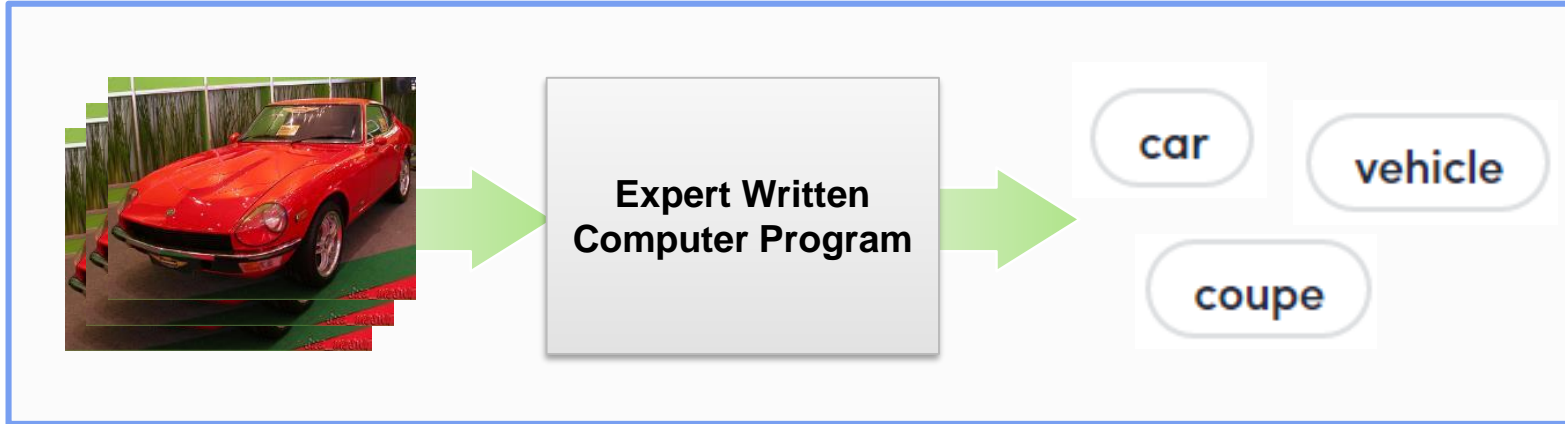 Expert Written
Computer Program
car
vehicle
coupe